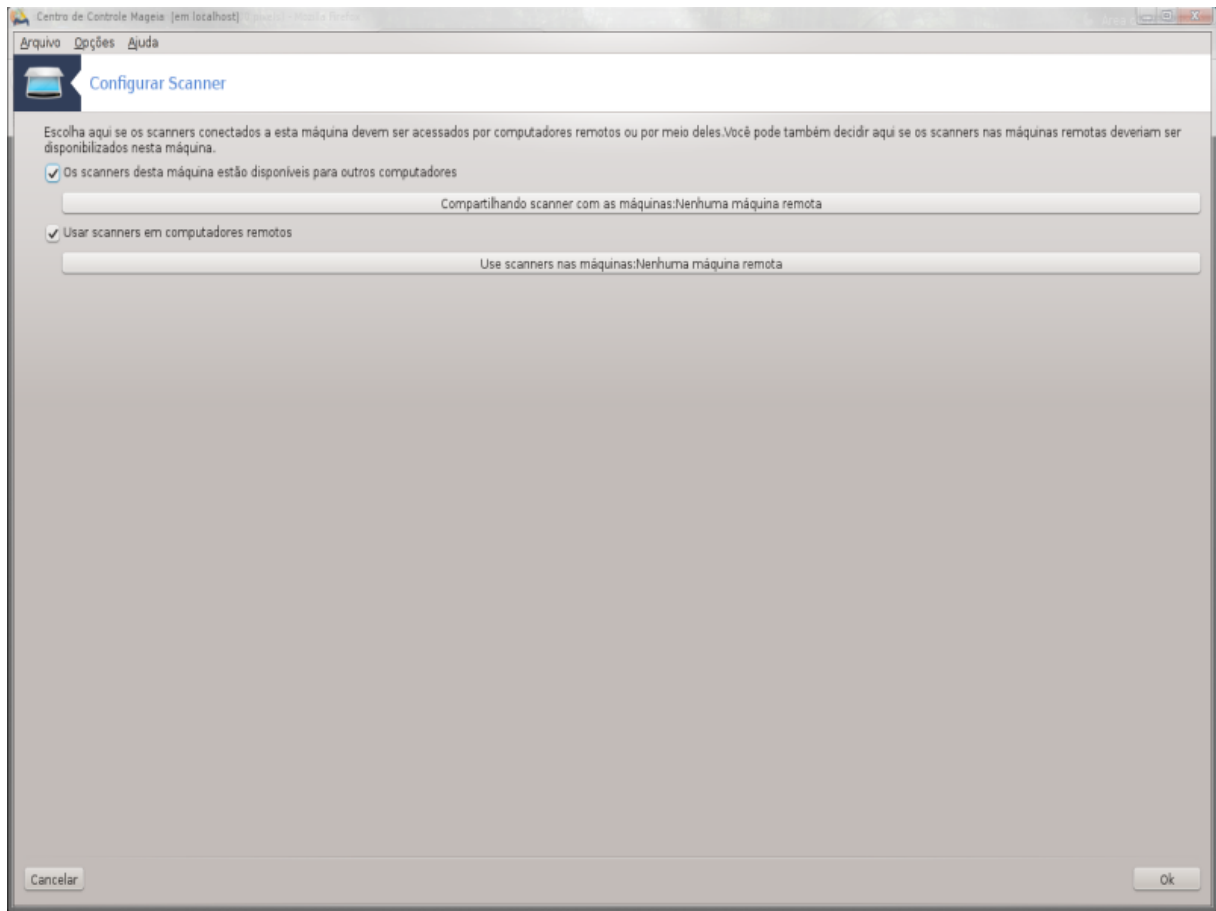 Centro de Controle Mageia [em localhost]
Arquivo Opções Ajuda
Configurar Scanner
Escolha aqui se os scanners conectados a esta máquina devem ser acessados por computadores remotos ou por meio deles.Você pode também decidir aqui se os scanners nas máquinas remotas deveriam ser
disponibilizados nesta máquina.
Os scanners desta máquina estão disponíveis para outros computadores
Compartilhando scanner com as máquinas:Nenhuma máquina remota
Usar scanners em computadores remotos
Use scanners nas máquinas:Nenhuma máquina remota
Cancelar
Ok